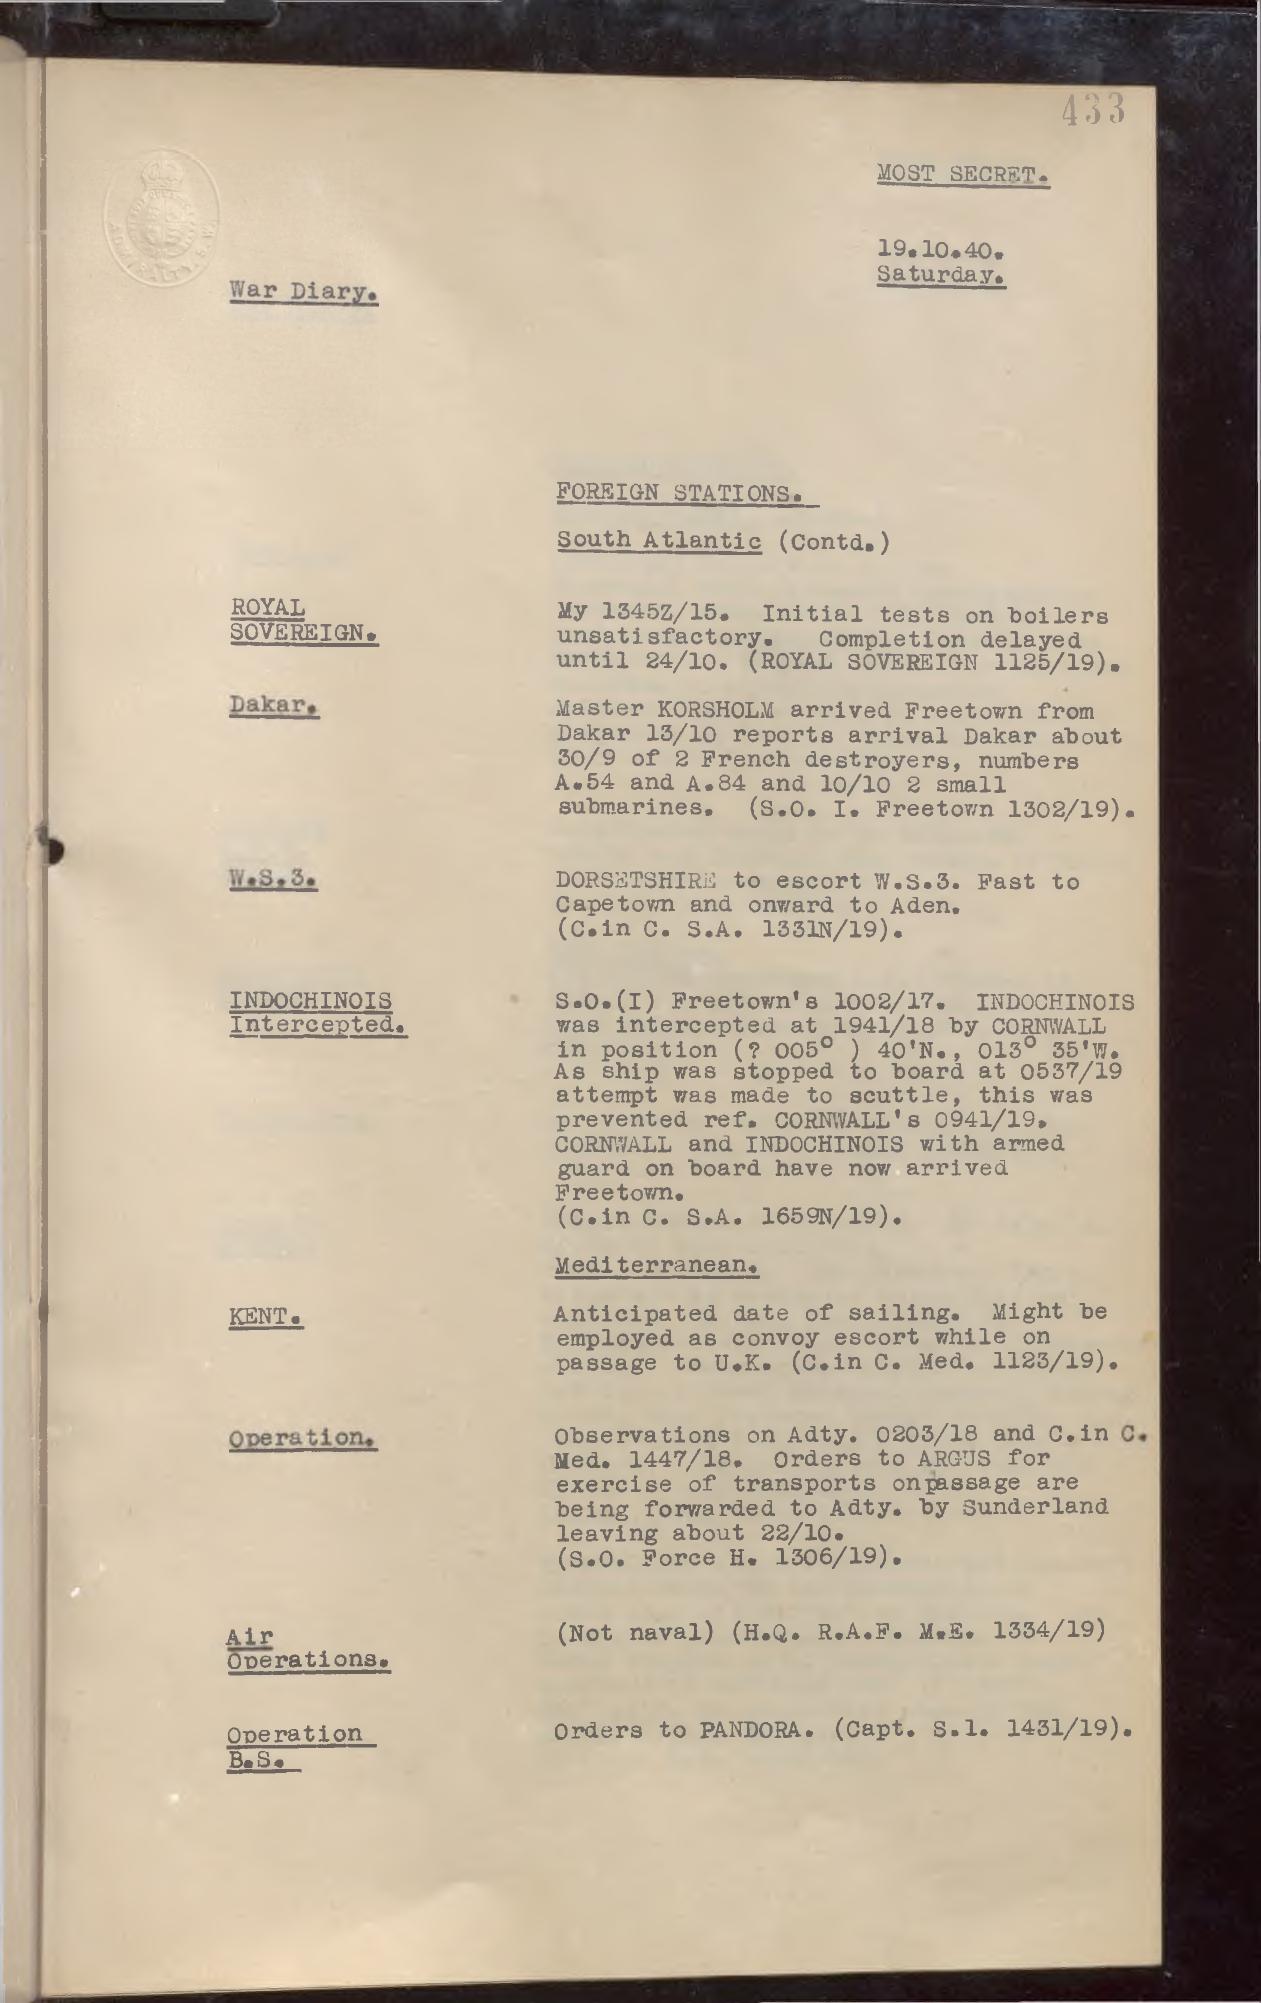 433
MOST SECRET.
19.10.40.
Saturday.
War Diary.
FOREIGN STATIONS.
South Atlantic (Contd.)
ROYAL
SOVEREIGN.
My 1345Z/15. Initial tests on boilers
unsatisfactory. Completion delayed
until 24/10. (ROYAL SOVEREIGN 1125/19).
Dakar.
Master KORSHOLM arrived Freetown from
Dakar 13/10 reports arrival Dakar about
30/9 of 2 French destroyers, numbers
A.54 and A.84 and 10/10 2 small
submarines. (S.O. I. Freetown 1302/19).
W.S.3.
DORSETSHIRE to escort W.S.3. Fast to
Capetown and onward to Aden.
(C.in C. S.A. 1331N/19).
INDOCHINOIS
Intercepted.
S.O.(I) Freetown's 1002/17. INDOCHINOIS
was intercepted at 1941/18 by CORNWALL
in position (? 005° ) 40'N., 013° 35'W.
As ship was stopped to board at 0537/19
attempt was made to scuttle, this was
prevented ref. CORNWALL's 0941/19.
CORNWALL and INDOCHINOIS with armed
guard on board have now arrived
Freetown.
(C.in C. S.A. 1659N/19).
Mediterranean.
KENT.
Anticipated date of sailing. Might be
employed as convoy escort while on
passage to U.K. (C.in C. Med. 1123/19).
Operation.
Observations on Adty. 0203/18 and C.in C.
Med. 1447/18. Orders to ARGUS for
exercise of transports onpassage are
being forwarded to Adty. by Sunderland
leaving about 22/10.
(S.O. Force H. 1306/19).
Air
Operations.
(Not naval) (H.Q. R.A.F. M.E. 1334/19)
Operation
B.S.
Orders to PANDORA. (Capt. S.1. 1431/19).